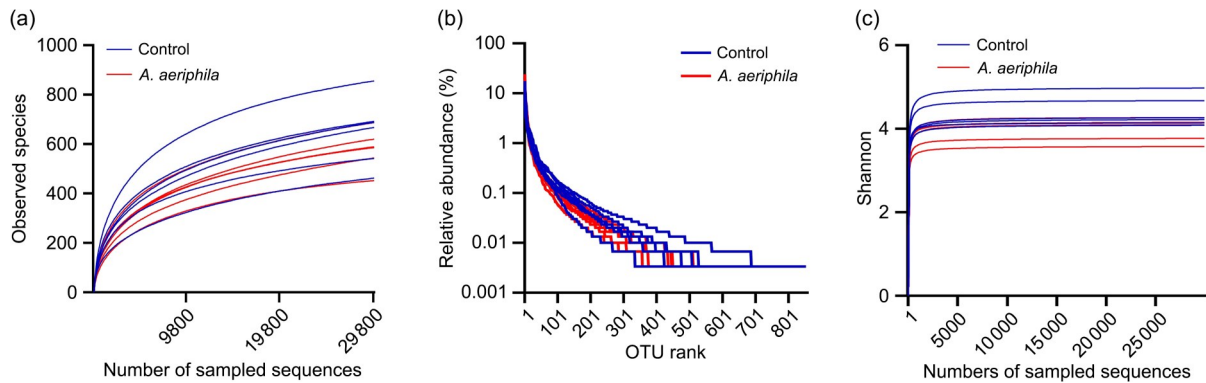 (a)
1000
800
600
400
200
0
Observed species
Control
A. aeriphila
9800
19800
29800
Number of sampled sequences
(b)
100
10
1
0.1
0.01
0.001
Relative abundance (%)
Control
A. aeriphila
1
101
201
301
401
501
601
701
801
OTU rank
(c)
6
4
2
0
Shannon
Control
A. aeriphila
1
5000
10000
15000
20000
25000
Numbers of sampled sequences